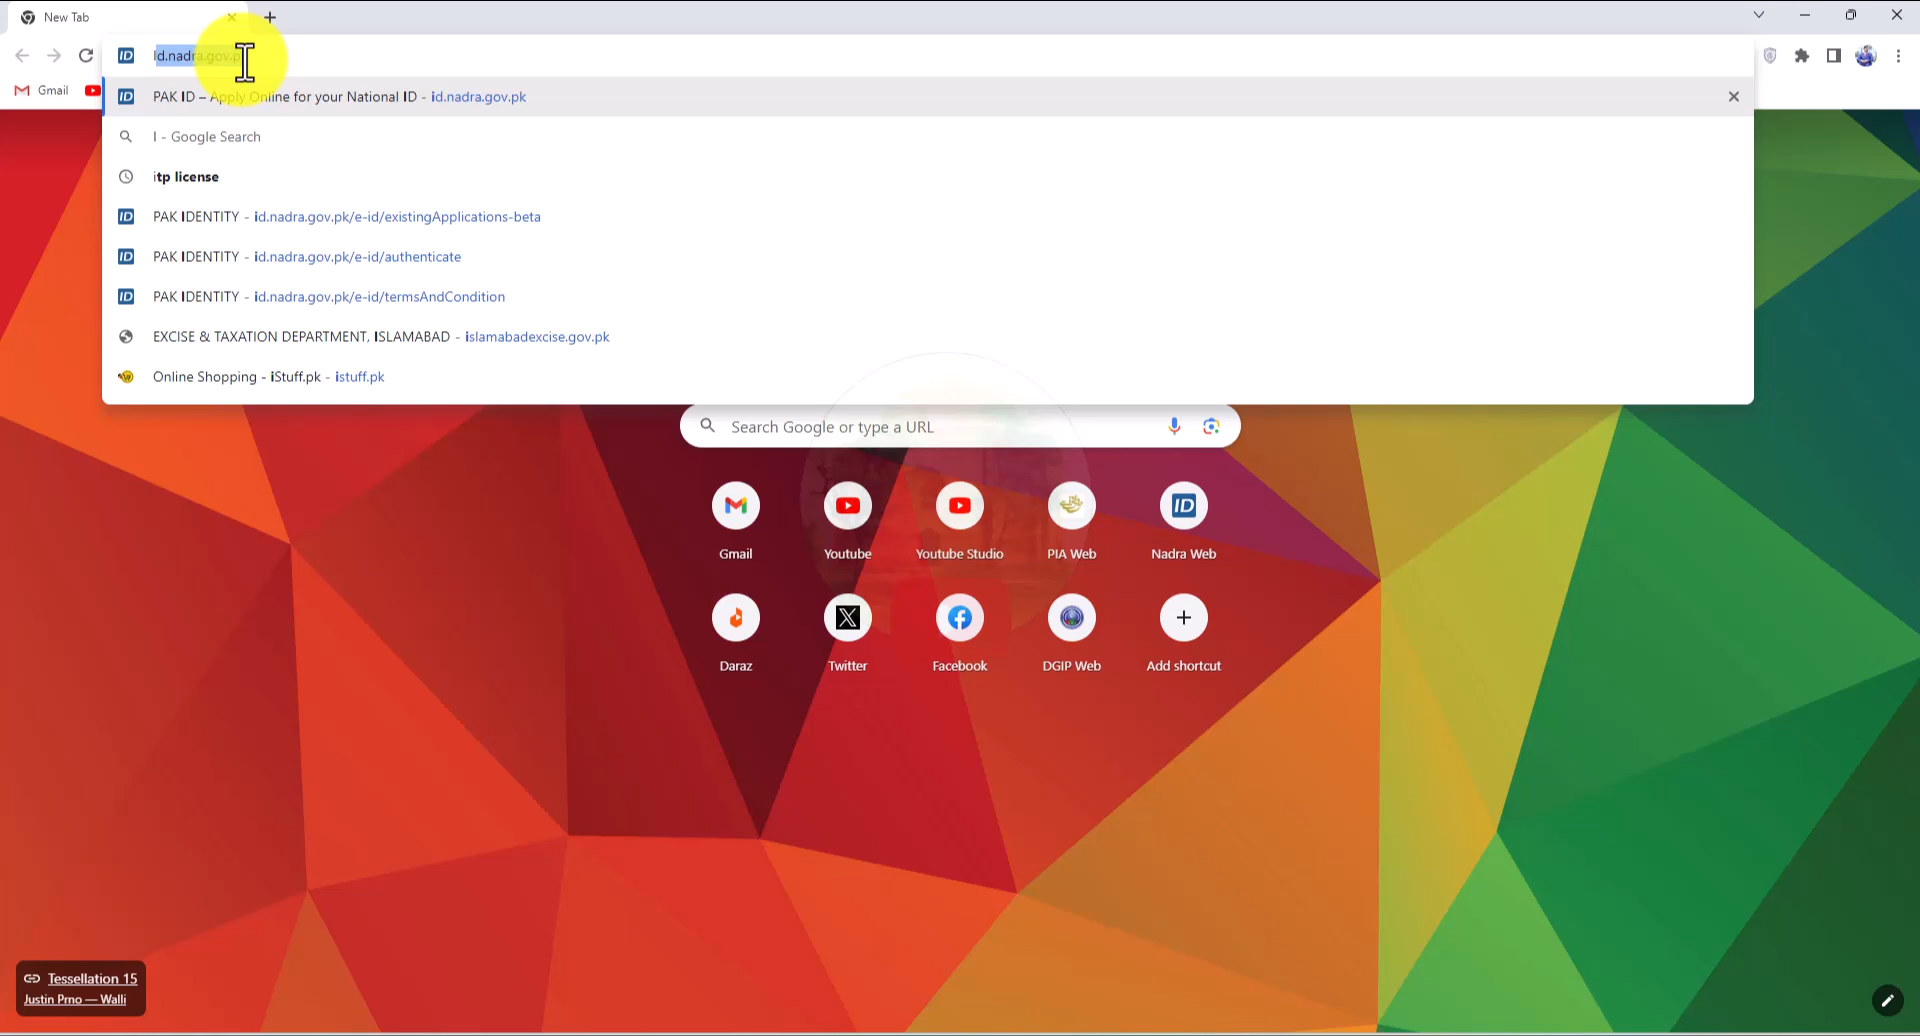 New Tab
Id.nadra.gov.p
Gmail
PAK ID – Apply Online for your National ID - id.nadra.gov.pk
I - Google Search
itp license
PAK IDENTITY - id.nadra.gov.pk/e-id/existingApplications-beta
PAK IDENTITY - id.nadra.gov.pk/e-id/authenticate
PAK IDENTITY - id.nadra.gov.pk/e-id/termsAndCondition
EXCISE & TAXATION DEPARTMENT, ISLAMABAD - islamabadexcise.gov.pk
Online Shopping - iStuff.pk - istuff.pk
Search Google or type a URL
Gmail
Youtube
Youtube Studio
PIA Web
Nadra Web
Daraz
Twitter
Facebook
DGIP Web
Add shortcut
Tessellation 15
Justin Prno — Walli